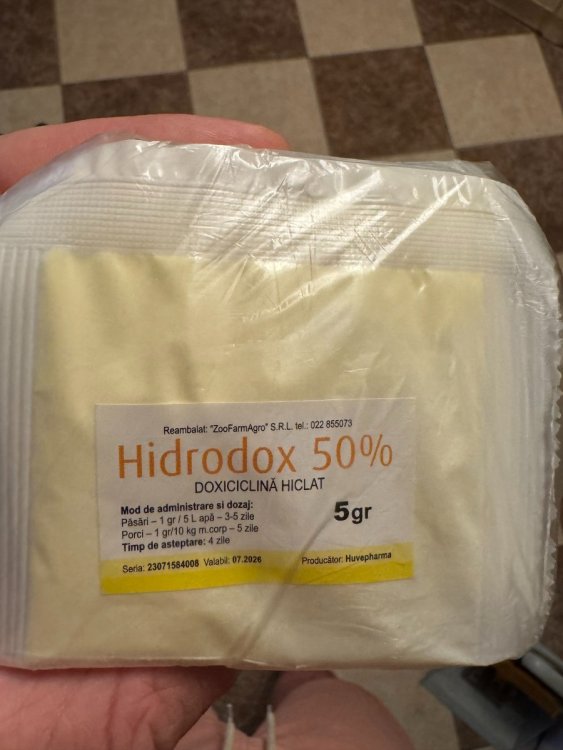 Reambalat: "ZooFarmAgro" S.R.L. tel.: 022 855073
Hidrodox 50%
DOXICICLINĂ HICLAT
Mod de administrare si dozaj:
Păsări – 1 gr / 5 L apă – 3-5 zile
Porci – 1 gr/10 kg m.corp – 5 zile
Timp de asteptare: 4 zile
5gr
Seria: 23071584008 Valabil: 07.2026 Producător: Huvepharma